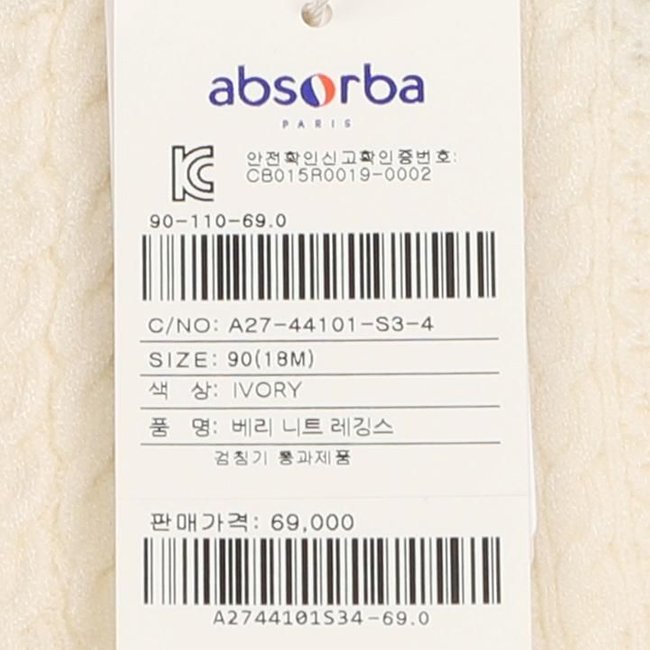 absorba
PARIS
안전확인신고확인증번호:
CB015R0019-0002
90-110-69.0
C/NO: A27-44101-S3-4
SIZE: 90(18M)
색 상: IVORY
품 명: 베리 니트 레깅스
검침기 통과제품
판매가격: 69,000
A2744101S34-69.0